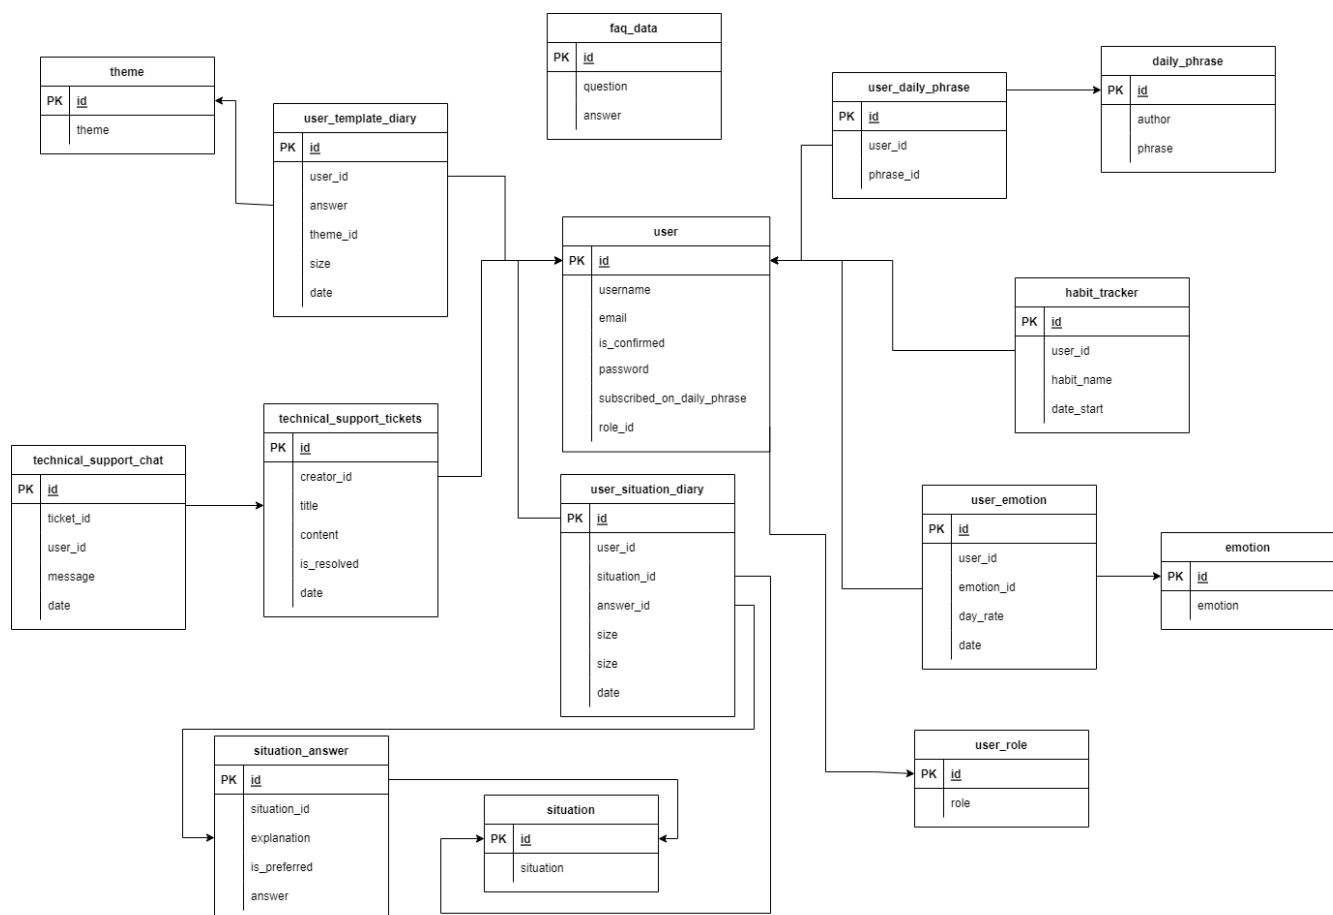 faq_data
PK id
question
answer
theme
PK id
theme
user_template_diary
PK id
user_id
answer
theme_id
size
date
user_daily_phrase
PK id
user_id
phrase_id
daily_phrase
PK id
author
phrase
user
PK id
username
email
is_confirmed
password
subscribed_on_daily_phrase
role_id
habit_tracker
PK id
user_id
habit_name
date_start
technical_support_chat
PK id
ticket_id
user_id
message
date
technical_support_tickets
PK id
creator_id
title
content
is_resolved
date
user_situation_diary
PK id
user_id
situation_id
answer_id
size
size
date
user_emotion
PK id
user_id
emotion_id
day_rate
date
emotion
PK id
emotion
situation_answer
PK id
situation_id
explanation
is_preferred
answer
situation
PK id
situation
user_role
PK id
role